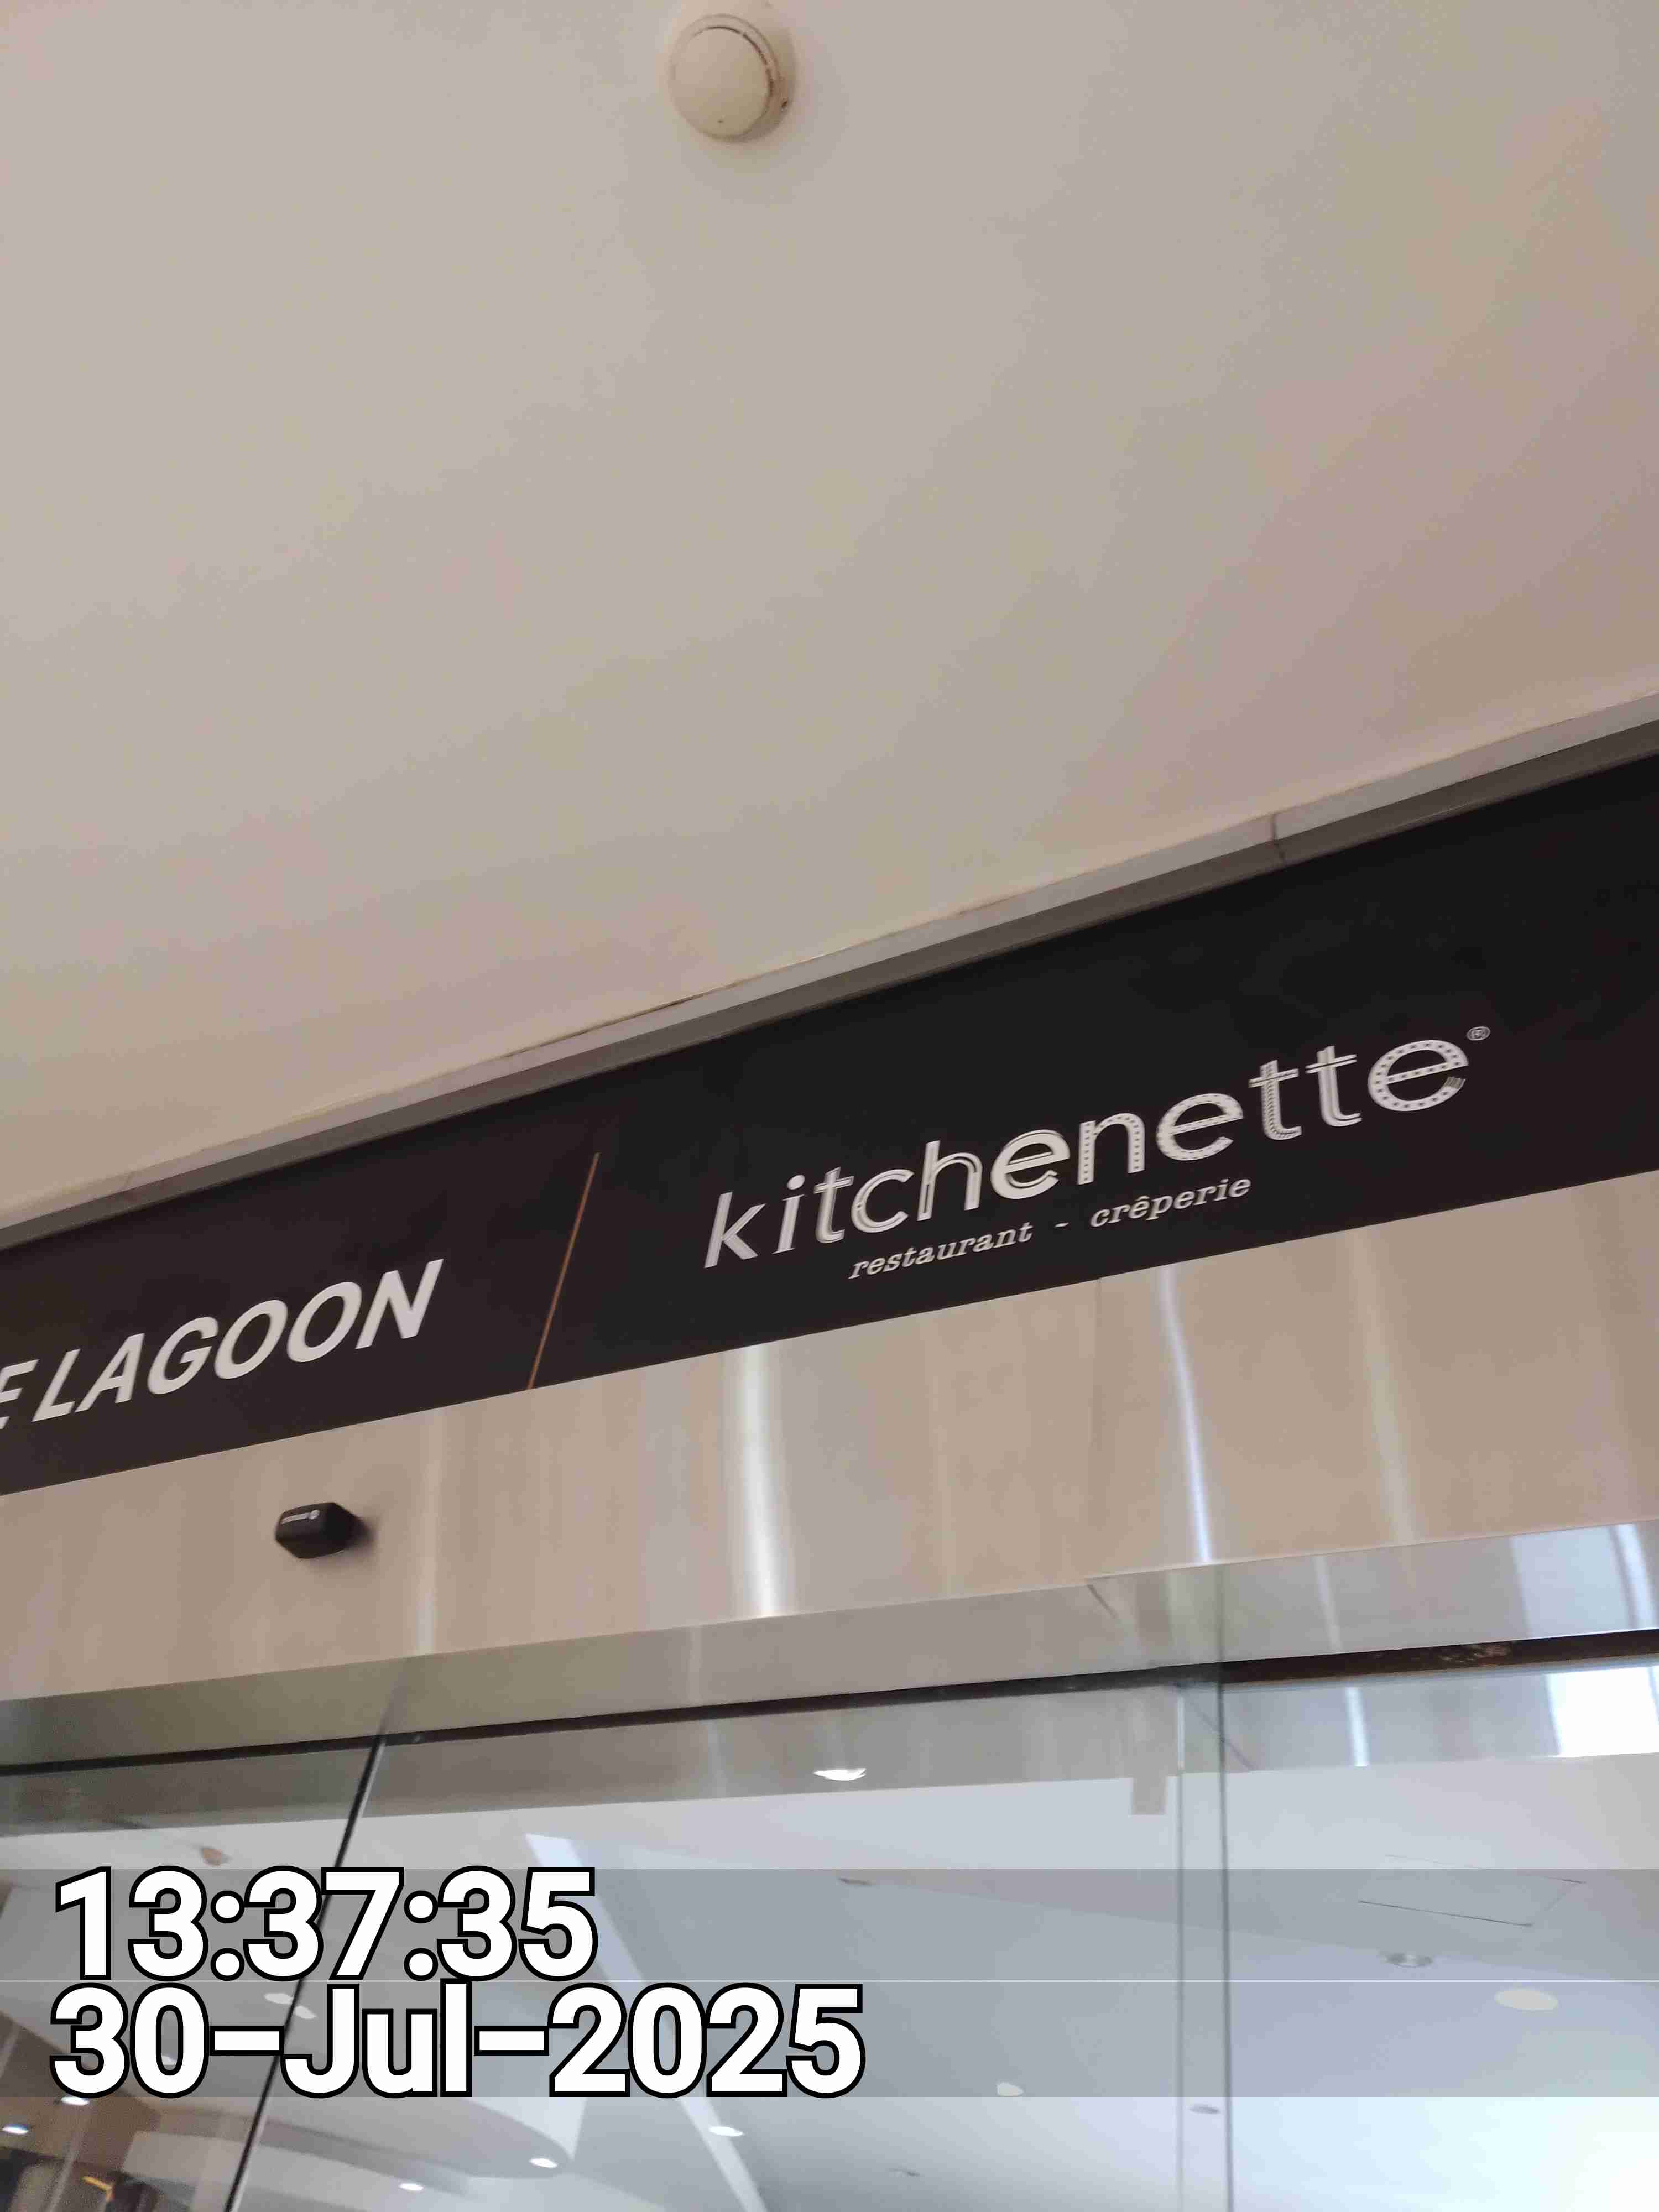 E LAGOON
kitchenette®
restaurant - crêperie
13:37:35
30-Jul-2025